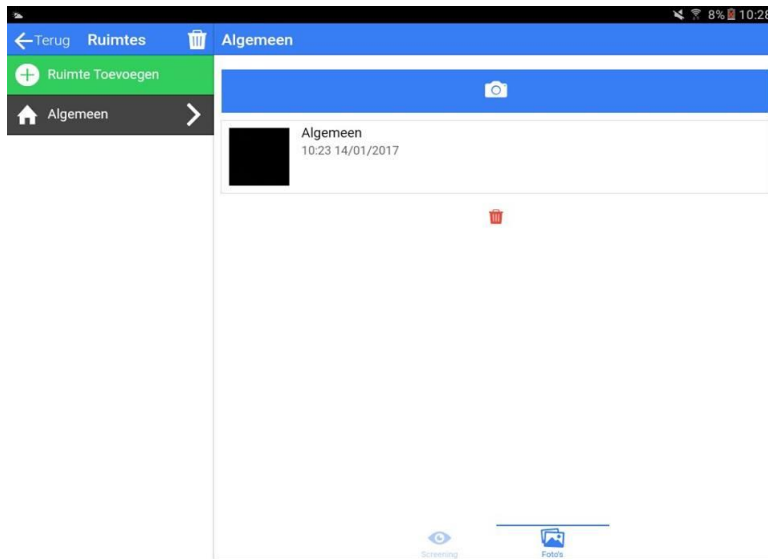 8% 10:28
Terug Ruimtes
Algemeen
Ruimte Toevoegen
Algemeen
Algemeen
10:23 14/01/2017
Screening
Foto's